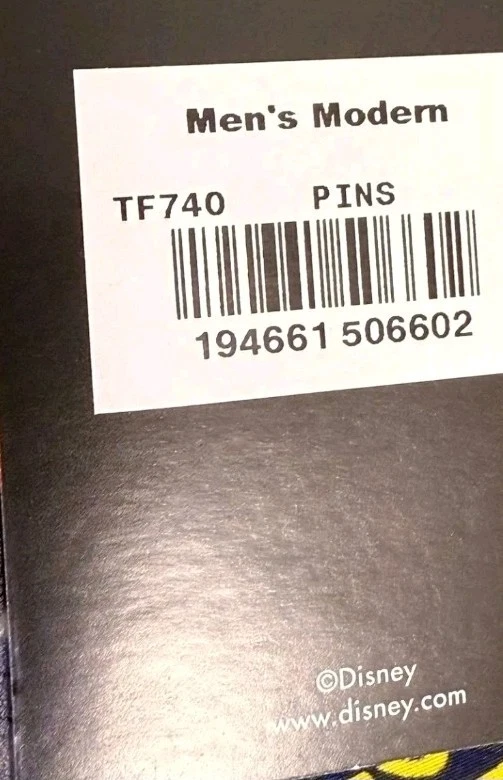 Men's Modern
TF740 PINS
194661 506602
©Disney
www.disney.com